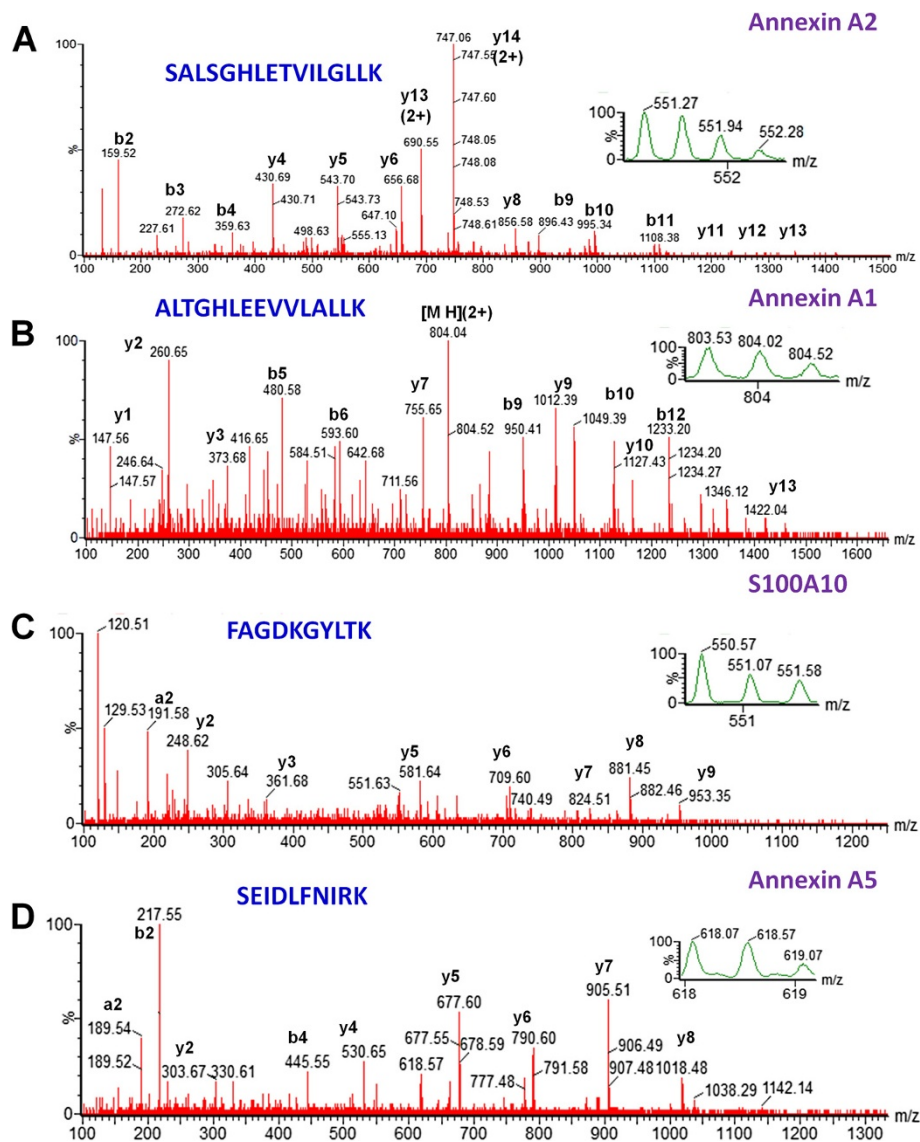 A
Annexin A2
SALSGHLETVILGLLK
100
%
b2
159.52
227.61
b3
272.62
b4
359.63
y4
430.69
430.71
498.63
y5
543.70
543.73
555.13
y6
656.68
647.10
y13
(2+)
690.55
747.06
y14
(2+)
747.55
747.60
748.05
748.08
748.53
748.61
y8
856.58
b9
896.43
b10
995.34
b11
1108.38
y11
y12
y13
0
100 200 300 400 500 600 700 800 900 1000 1100 1200 1300 1400 1500
m/z
100
%
0
551.27
551.94
552.28
m/z
552
B
Annexin A1
ALTGHLEEVVLALLK
100
%
y1
147.56
147.57
y2
260.65
246.64
y3
373.68
416.65
b5
480.58
584.51
b6
593.60
642.68
711.56
y7
755.65
[M H](2+)
804.04
804.52
b9
950.41
y9
1012.39
1049.39
b10
y10
1127.43
b12
1233.20
1234.20
1234.27
1346.12
y13
1422.04
0
100 200 300 400 500 600 700 800 900 1000 1100 1200 1300 1400 1500 1600
m/z
100
%
0
803.53
804.02
804.52
m/z
804
C
S100A10
FAGDKGYLTK
100
%
120.51
129.53
a2
191.58
y2
248.62
305.64
y3
361.68
551.63
y5
581.64
y6
709.60
740.49
y7
824.51
y8
881.45
882.46
y9
953.35
0
100 200 300 400 500 600 700 800 900 1000 1100 1200
m/z
100
%
0
550.57
551.07
551.58
m/z
551
D
Annexin A5
SEIDLFNIRK
100
%
a2
189.54
189.52
217.55
b2
y2
303.67
330.61
b4
445.55
y4
530.65
618.57
y5
677.60
677.55
678.59
777.48
y6
790.60
791.58
y7
905.51
906.49
907.48
y8
1018.48
1038.29
1142.14
0
100 200 300 400 500 600 700 800 900 1000 1100 1200
m/z
100
%
0
618.07
618.57
619.07
m/z
618
619